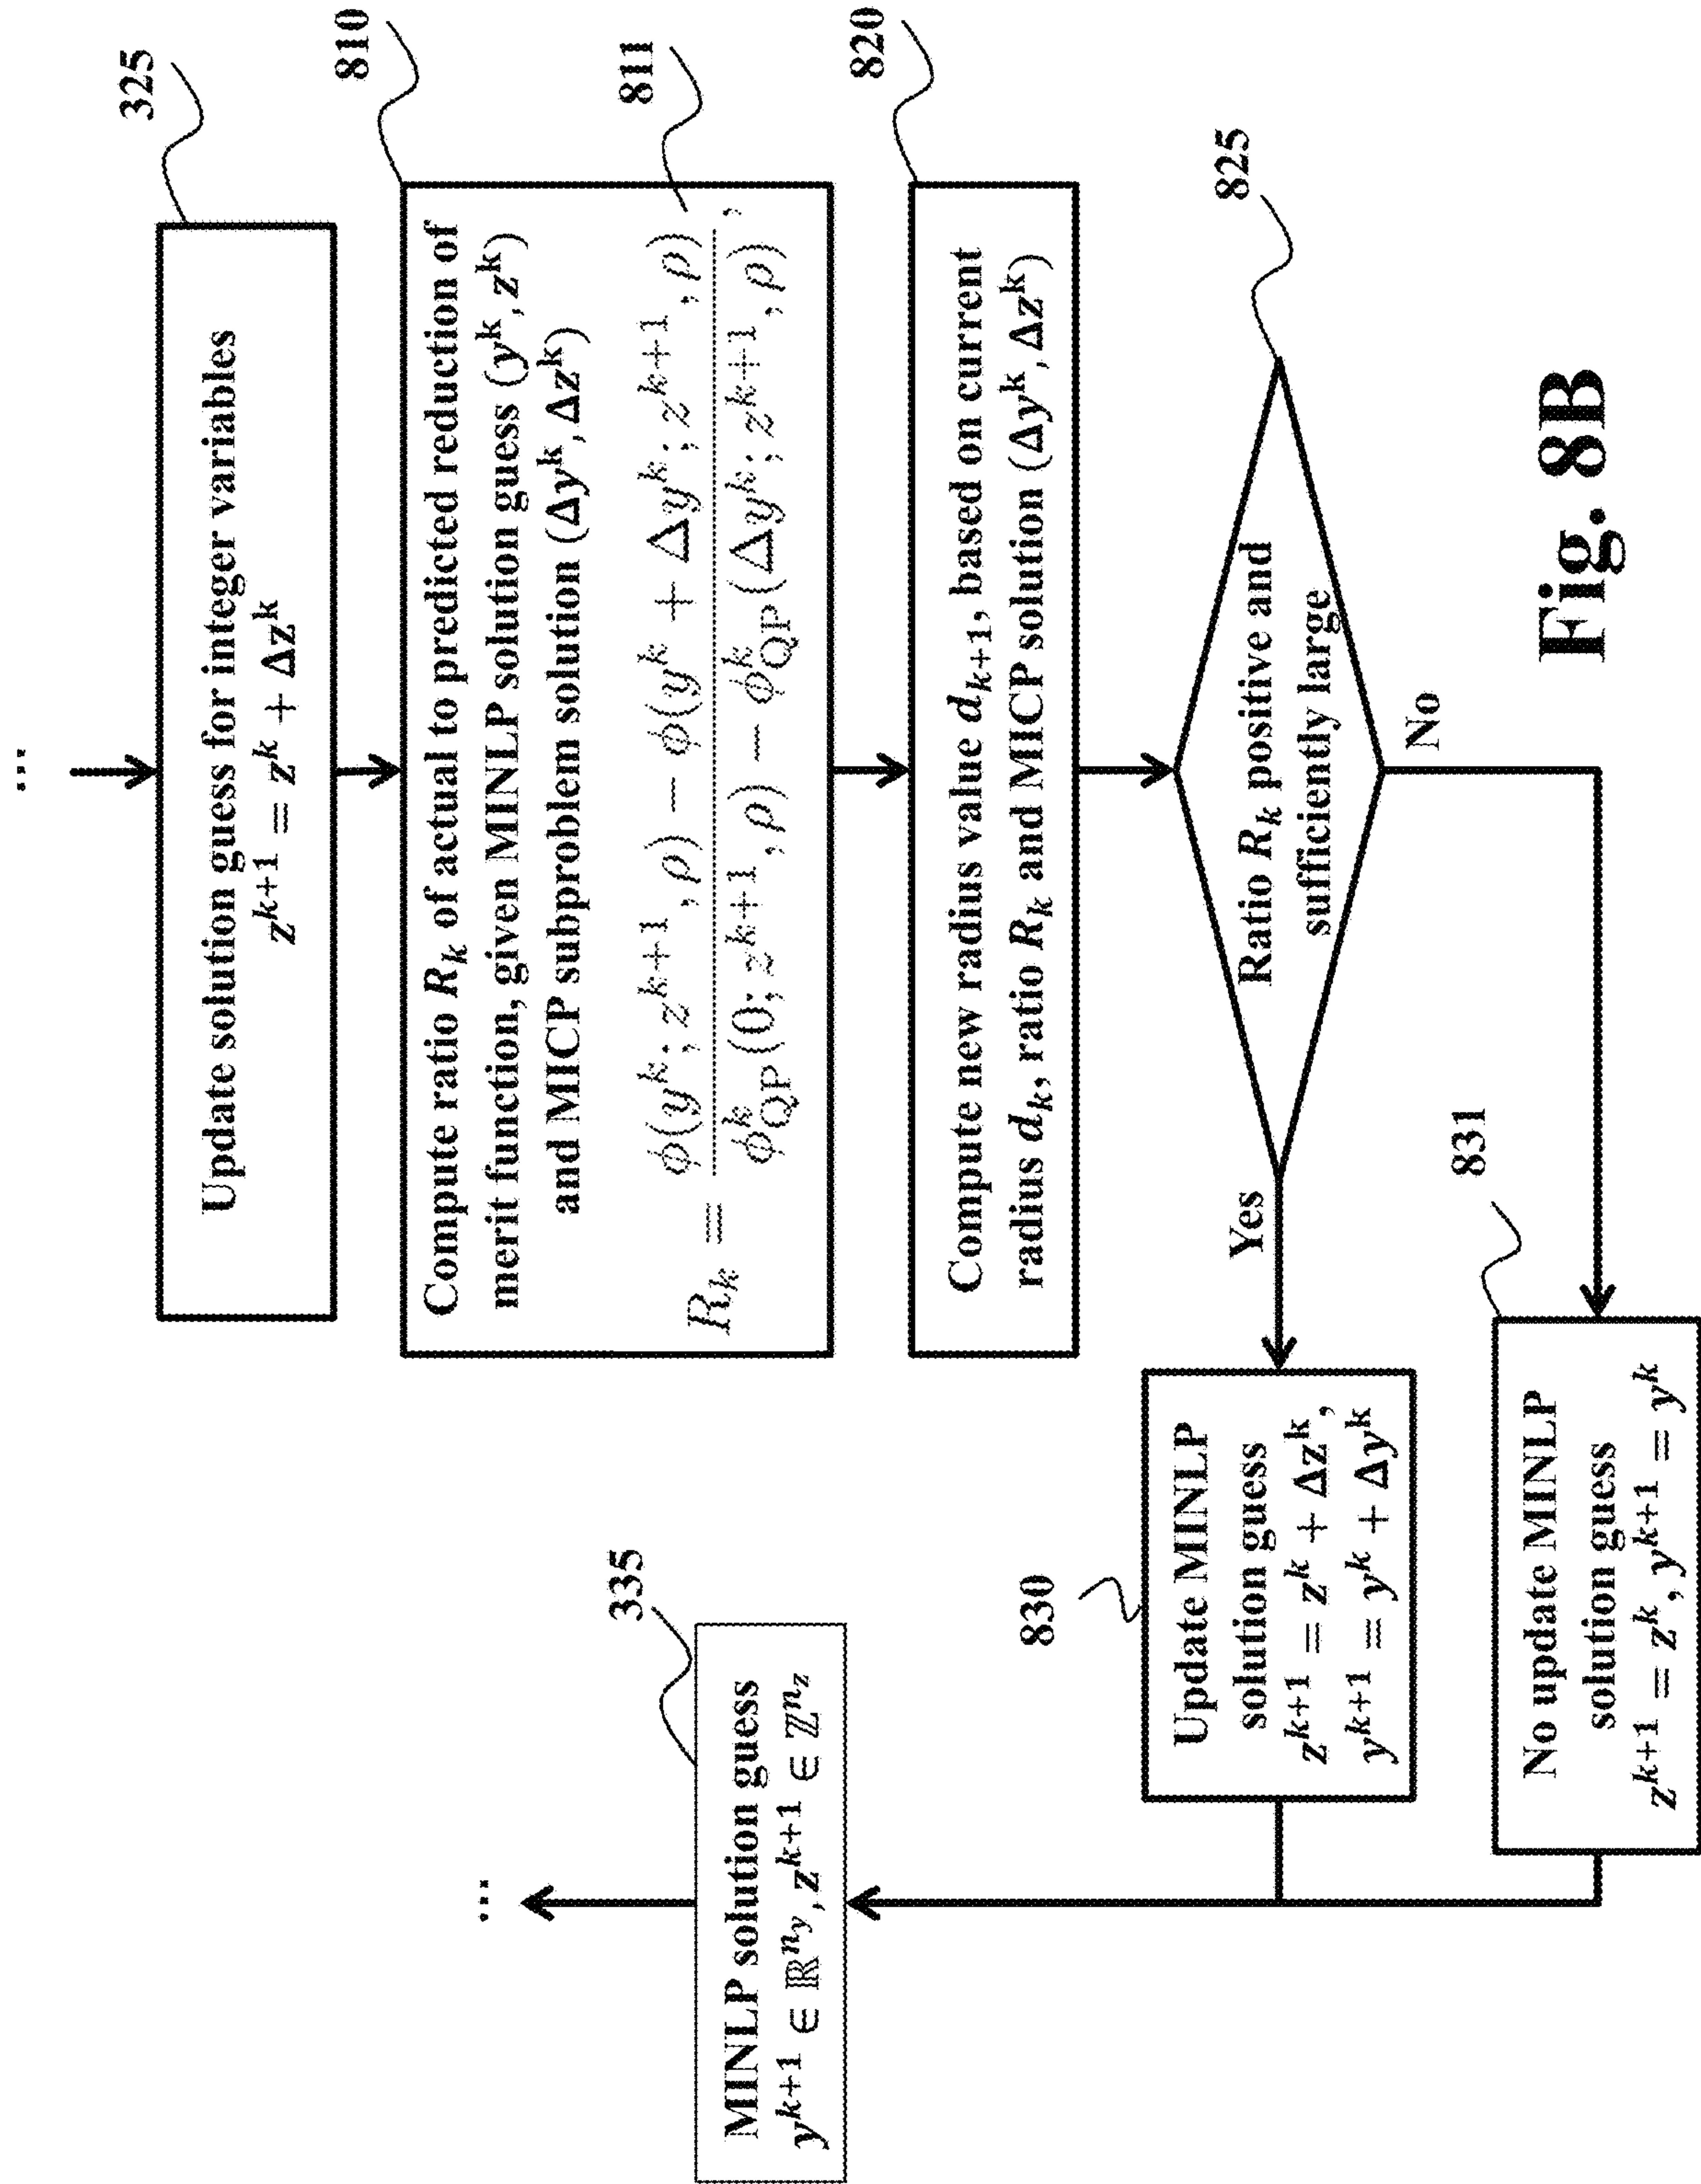 ...
325
Update solution guess for integer variables
z^{k+1} = z^k + Δz^k
810
Compute ratio R_k of actual to predicted reduction of
merit function, given MINLP solution guess (y^k, z^k)
and MICP subproblem solution (Δy^k, Δz^k)
811
R_k = \frac{ϕ(y^k; z^{k+1}, ρ) − ϕ(y^k + Δy^k; z^{k+1}, ρ)}{ϕ^k_{QP}(0; z^{k+1}, ρ) − ϕ^k_{QP}(Δy^k; z^{k+1}, ρ)},
820
Compute new radius value d_{k+1}, based on current
radius d_k, ratio R_k and MICP solution (Δy^k, Δz^k)
825
Ratio R_k positive and
sufficiently large
Yes
No
830
Update MINLP
solution guess
z^{k+1} = z^k + Δz^k,
y^{k+1} = y^k + Δy^k
831
No update MINLP
solution guess
z^{k+1} = z^k, y^{k+1} = y^k
335
MINLP solution guess
y^{k+1} ∈ ℝ^{n_y}, z^{k+1} ∈ ℤ^{n_z}
...
Fig. 8B